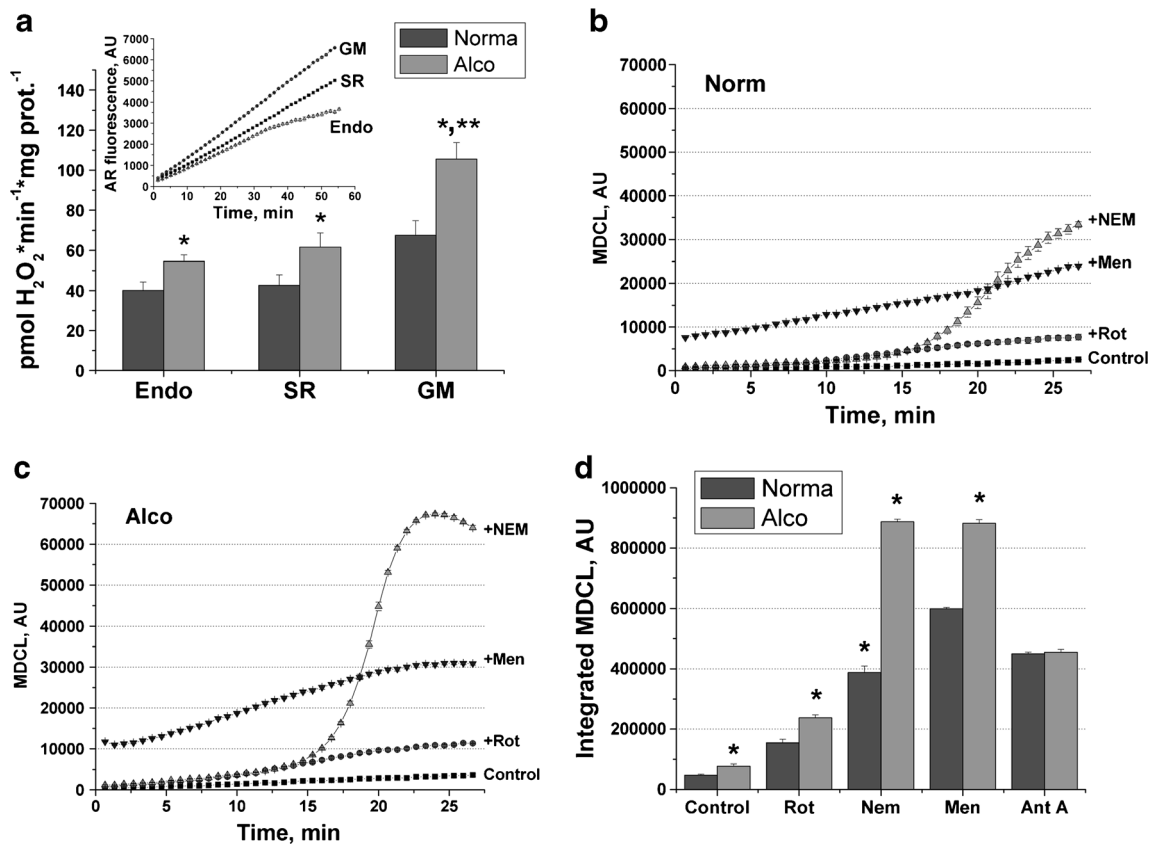 a
Norma
Alco
pmol H2O2*min-1*mg prot.-1
140
120
100
80
60
40
20
0
AR fluorescence, AU
7000
6000
5000
4000
3000
2000
1000
0
0 10 20 30 40 50 60
Time, min
GM
SR
Endo
*
*
*,**
Endo SR GM
b
Norm
MDCL, AU
70000
60000
50000
40000
30000
20000
10000
0
+NEM
+Men
+Rot
Control
0 5 10 15 20 25
Time, min
c
Alco
MDCL, AU
70000
60000
50000
40000
30000
20000
10000
0
+NEM
+Men
+Rot
Control
0 5 10 15 20 25
Time, min
d
Norma
Alco
Integrated MDCL, AU
1000000
800000
600000
400000
200000
0
*
*
*
*
*
Control Rot Nem Men Ant A